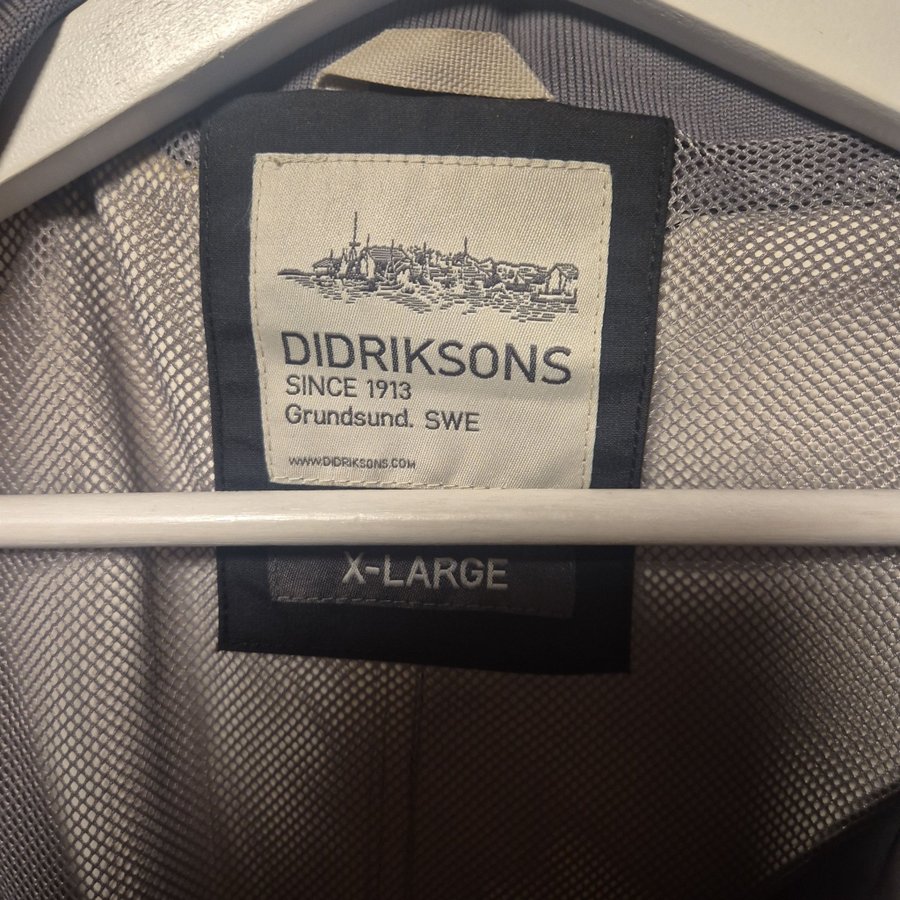 DIDRIKSONS
SINCE 1913
Grundsund. SWE
WWW.DIDRIKSONS.COM
X-LARGE